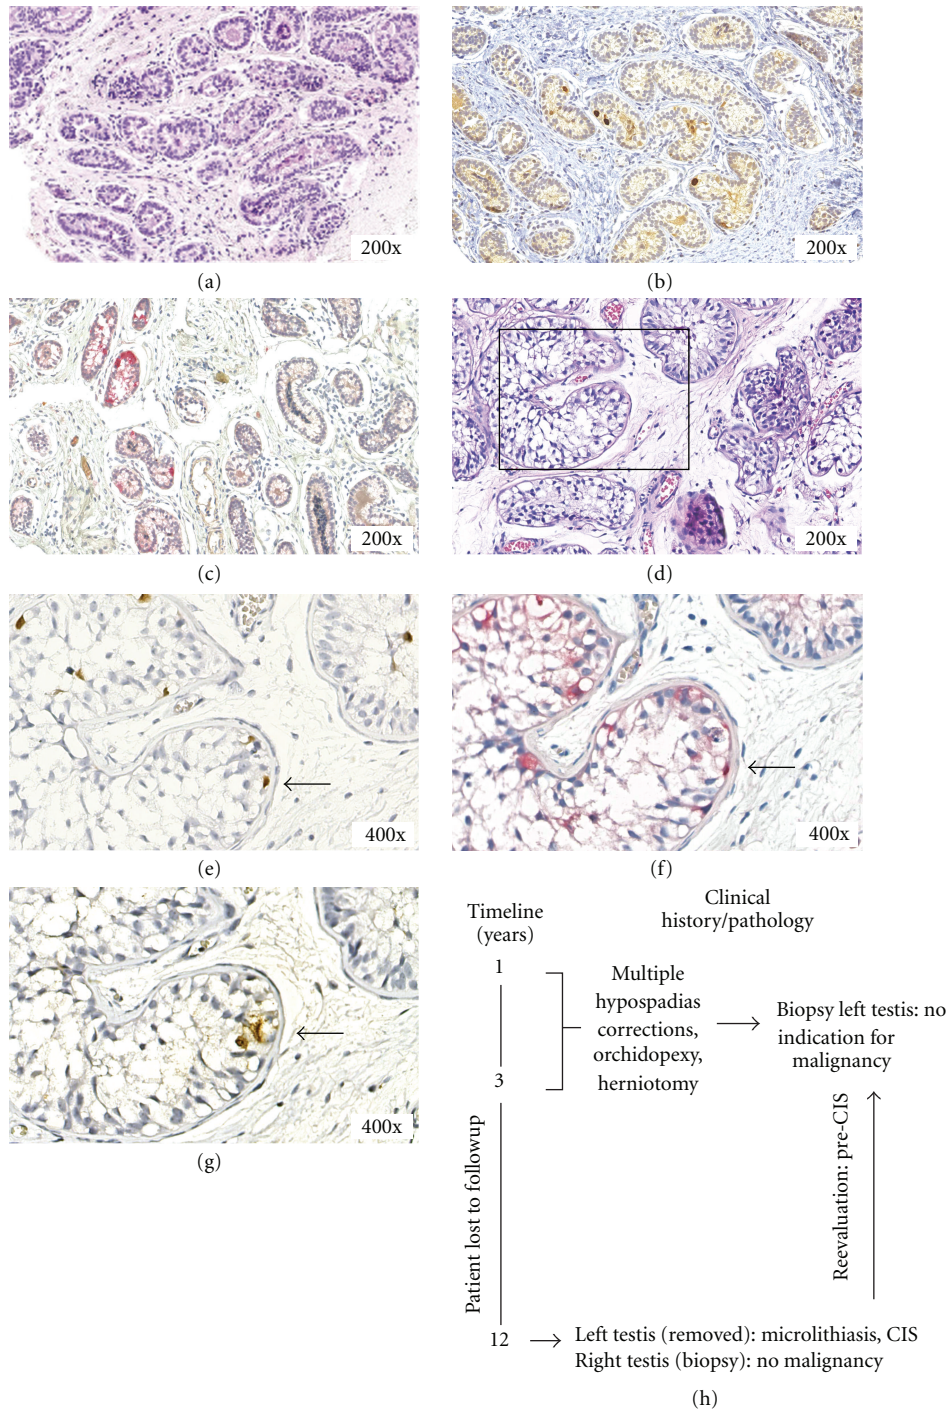 200x
200x
(a)
(b)
200x
200x
(c)
(d)
400x
400x
(e)
(f)
400x
(g)
Timeline
(years)
Clinical
history/pathology
1
3
12
Patient lost to followup
Multiple
hypospadias
corrections,
orchidopexy,
herniotomy
Biopsy left testis: no
indication for
malignancy
Reevaluation: pre-CIS
Left testis (removed): microlithiasis, CIS
Right testis (biopsy): no malignancy
(h)